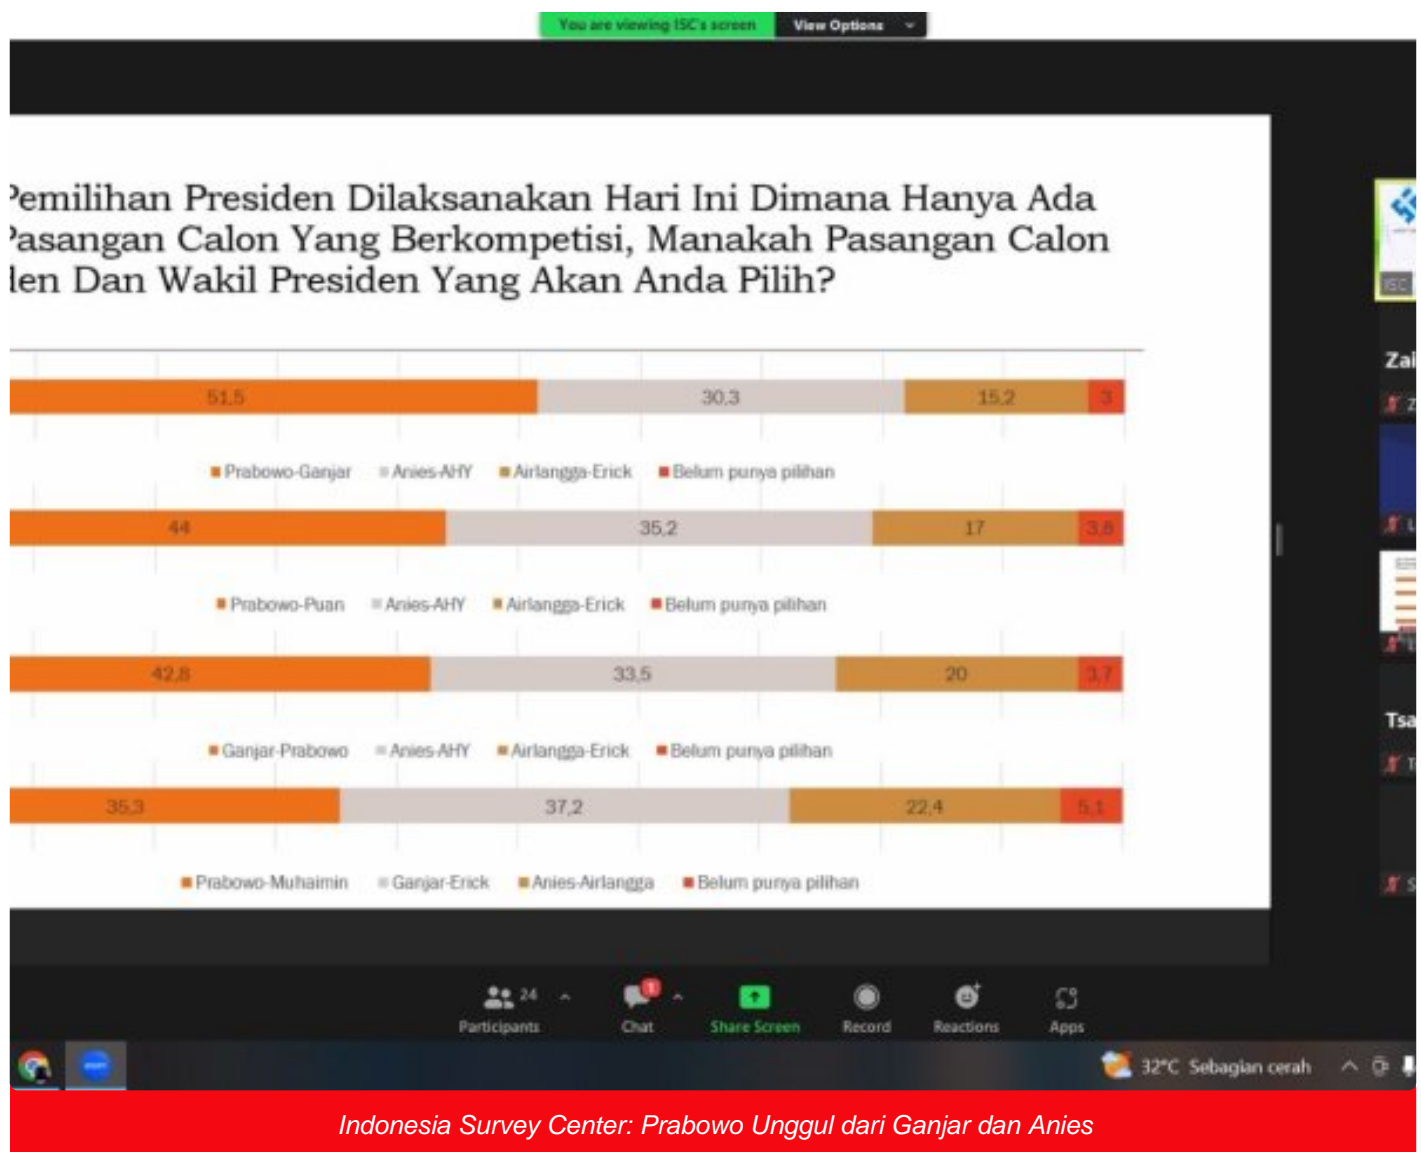 You are viewing ISC's screen View Options
Pemilihan Presiden Dilaksanakan Hari Ini Dimana Hanya Ada
Pasangan Calon Yang Berkompetisi, Manakah Pasangan Calon
den Dan Wakil Presiden Yang Akan Anda Pilih?
51,5 30,3 15,2 3
Prabowo-Ganjar Anies-AHY Airlangga-Erick Belum punya pilihan
44 35,2 17 3,8
Prabowo-Puan Anies-AHY Airlangga-Erick Belum punya pilihan
42,8 33,5 20 3,7
Ganjar-Prabowo Anies-AHY Airlangga-Erick Belum punya pilihan
35,3 37,2 22,4 5,1
Prabowo-Muhaimin Ganjar-Erick Anies-Airlangga Belum punya pilihan
ISC
Zai
Z
L
L
Tsa
T
S
24 1
Participants Chat Share Screen Record Reactions Apps
32°C Sebagian cerah
Indonesia Survey Center: Prabowo Unggul dari Ganjar dan Anies